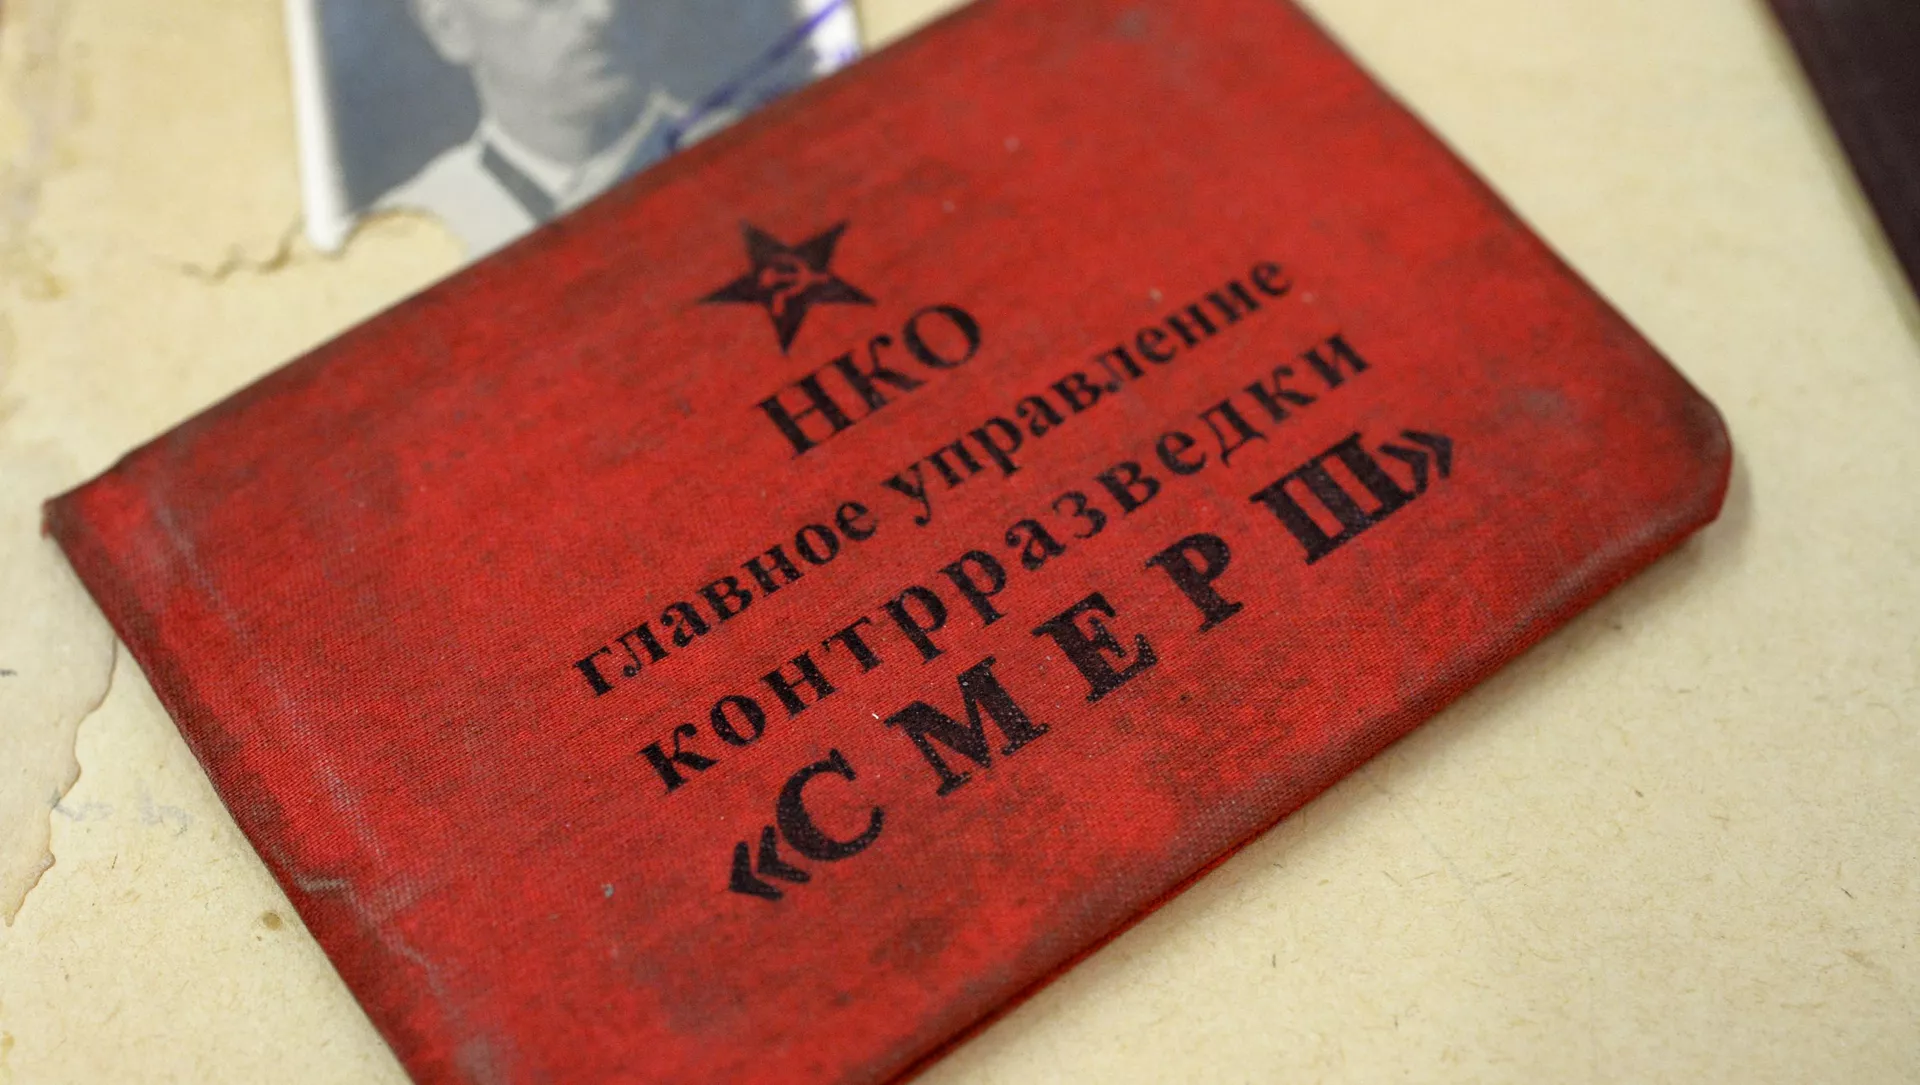 НКО
главное управление
контрразведки
«СМЕРШ»